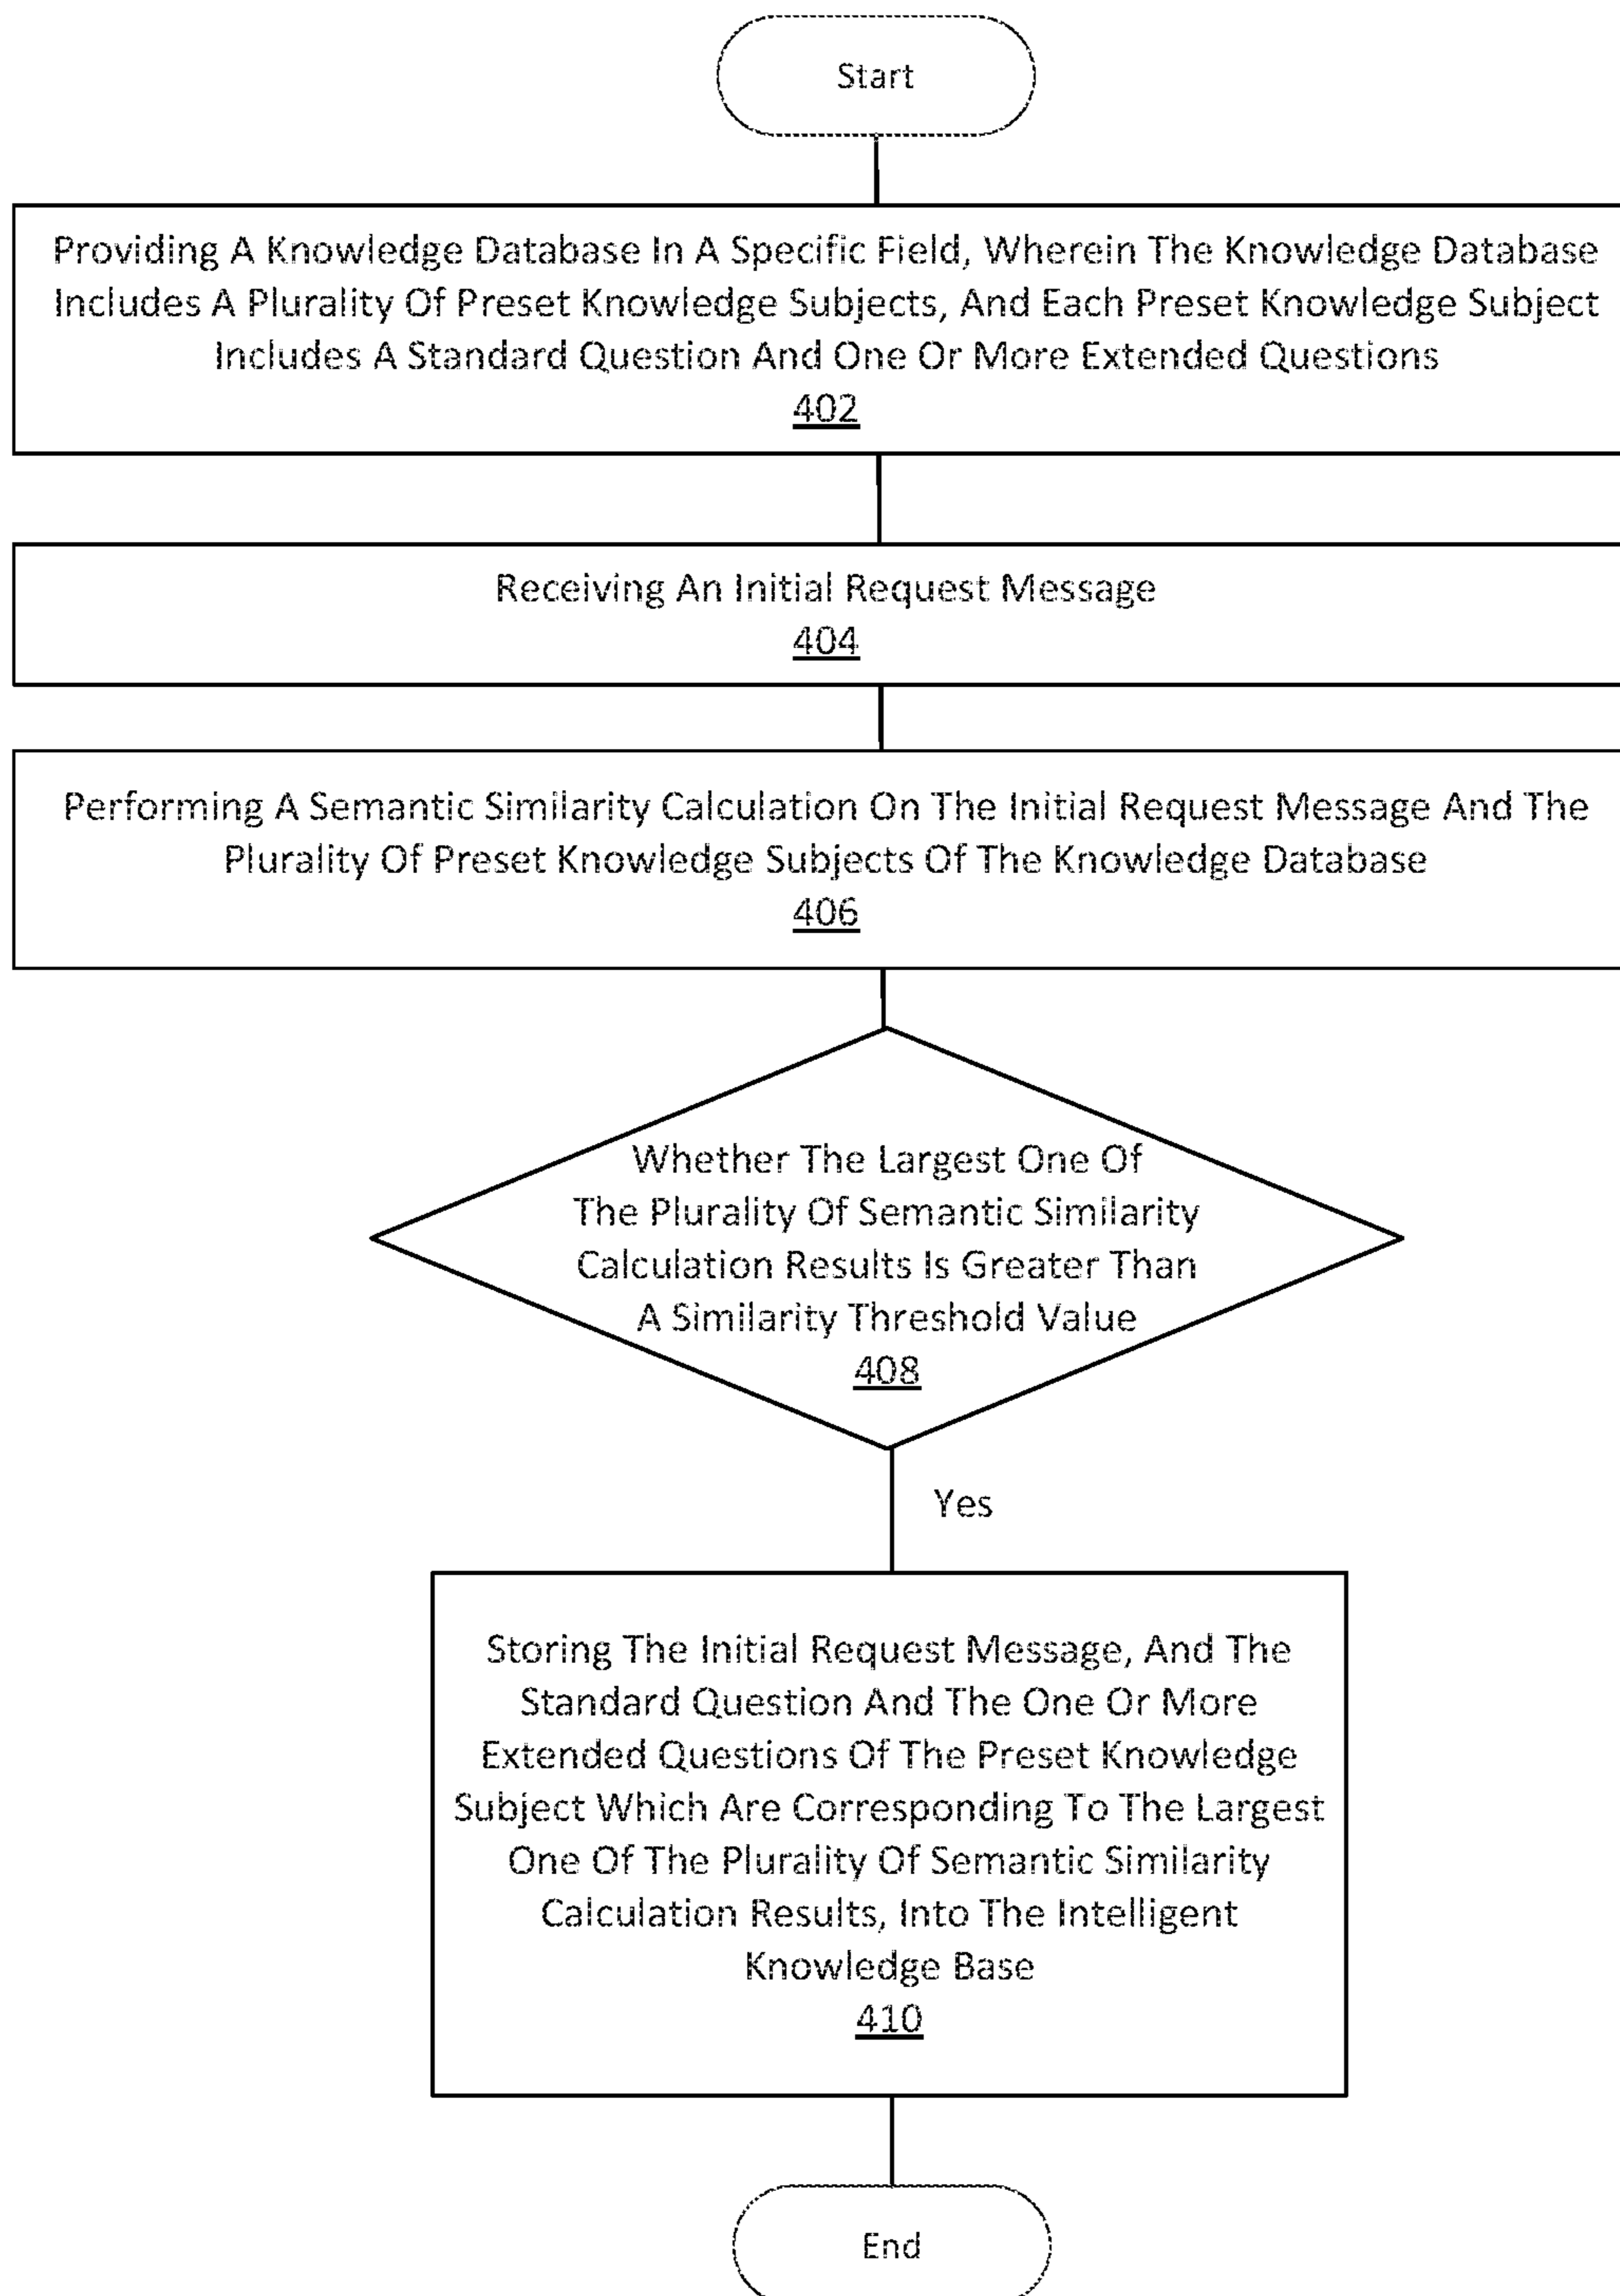 Start
Providing A Knowledge Database In A Specific Field, Wherein The Knowledge Database
Includes A Plurality Of Preset Knowledge Subjects, And Each Preset Knowledge Subject
Includes A Standard Question And One Or More Extended Questions
402
Receiving An Initial Request Message
404
Performing A Semantic Similarity Calculation On The Initial Request Message And The
Plurality Of Preset Knowledge Subjects Of The Knowledge Database
406
Whether The Largest One Of
The Plurality Of Semantic Similarity
Calculation Results Is Greater Than
A Similarity Threshold Value
408
Yes
Storing The Initial Request Message, And The
Standard Question And The One Or More
Extended Questions Of The Preset Knowledge
Subject Which Are Corresponding To The Largest
One Of The Plurality Of Semantic Similarity
Calculation Results, Into The Intelligent
Knowledge Base
410
End